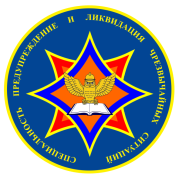 СПЕЦИАЛЬНОСТЬ ПРЕДУПРЕЖДЕНИЕ И ЛИКВИДАЦИЯ ЧРЕЗВЫЧАЙНЫХ СИТУАЦИЙ